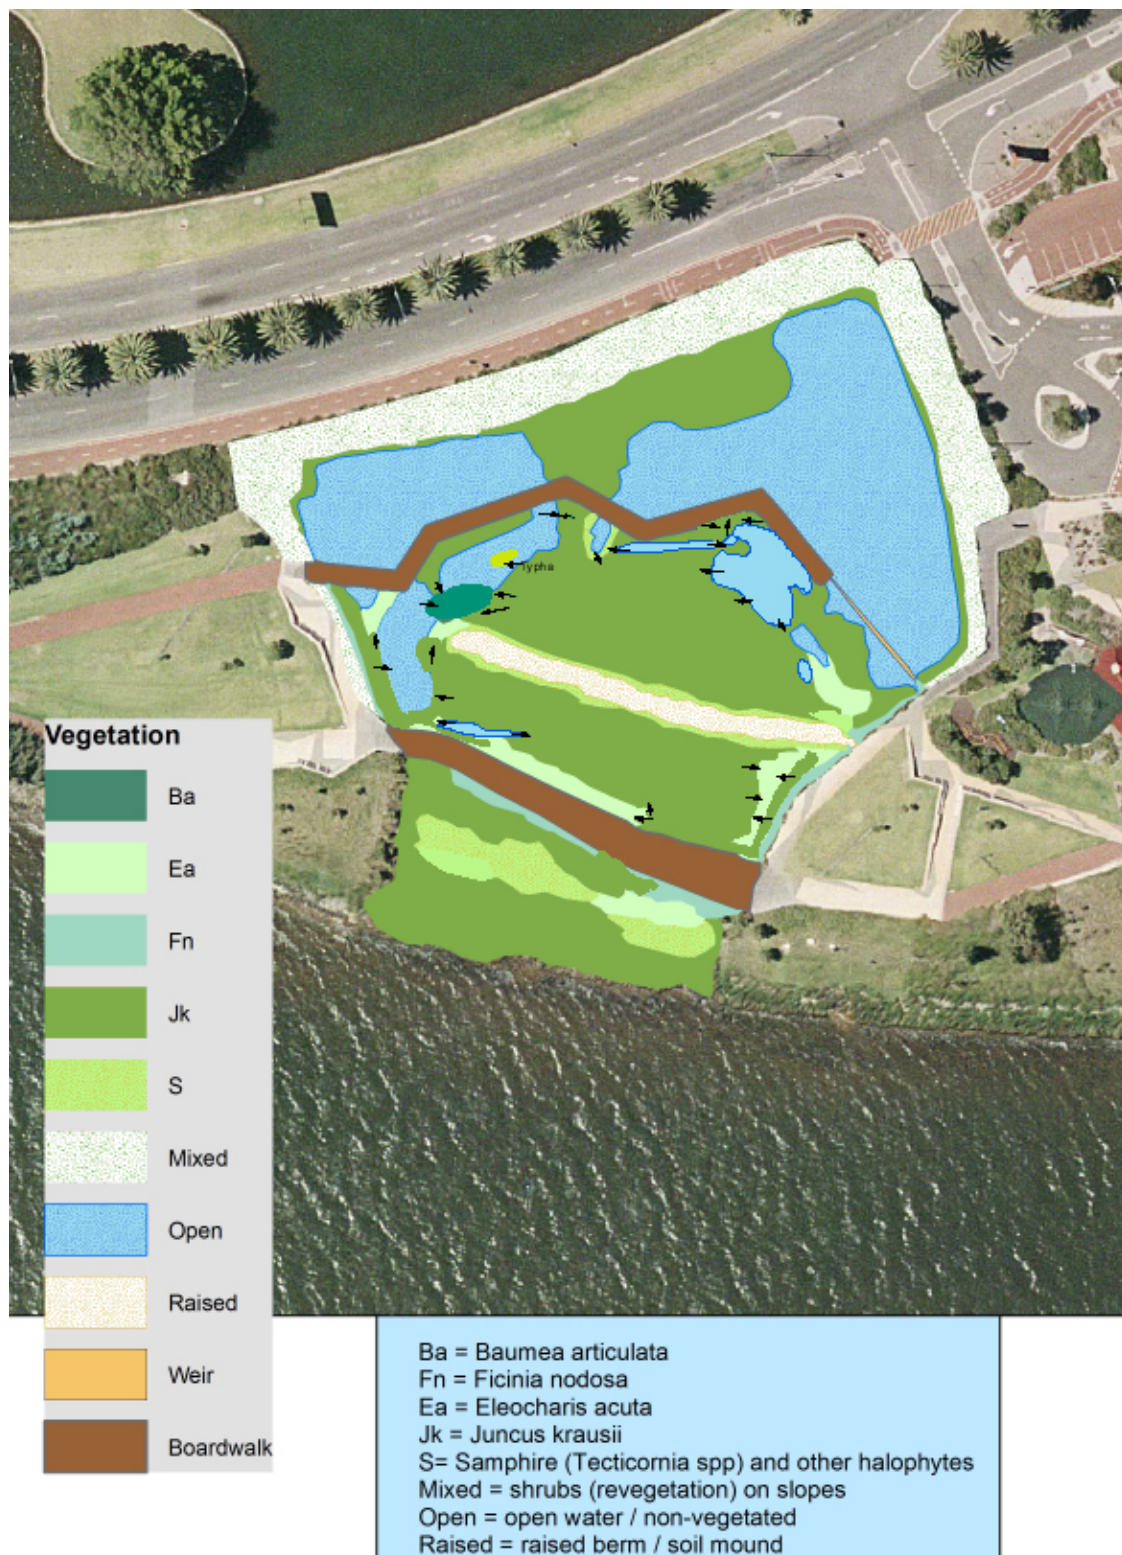 Typha
Vegetation
Ba
Ea
Fn
Jk
S
Mixed
Open
Raised
Weir
Boardwalk
Ba = Baumea articulata
Fn = Ficinia nodosa
Ea = Eleocharis acuta
Jk = Juncus krausii
S= Samphire (Tecticornia spp) and other halophytes
Mixed = shrubs (revegetation) on slopes
Open = open water / non-vegetated
Raised = raised berm / soil mound